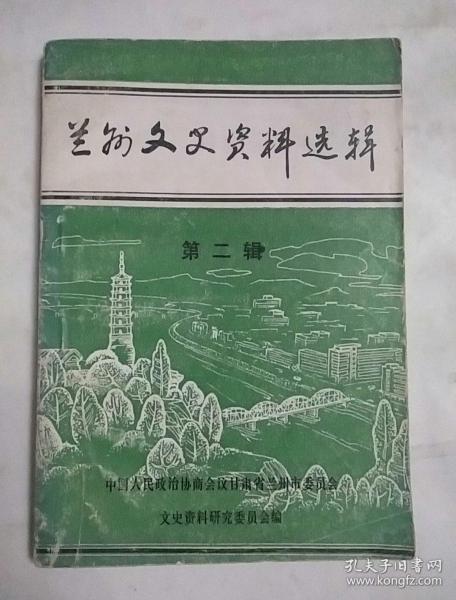 兰州文史资料选辑
第二辑
中国人民政治协商会议甘肃省兰州市委员会
文史资料研究委员会编
孔夫子旧书网
www.kongfz.com